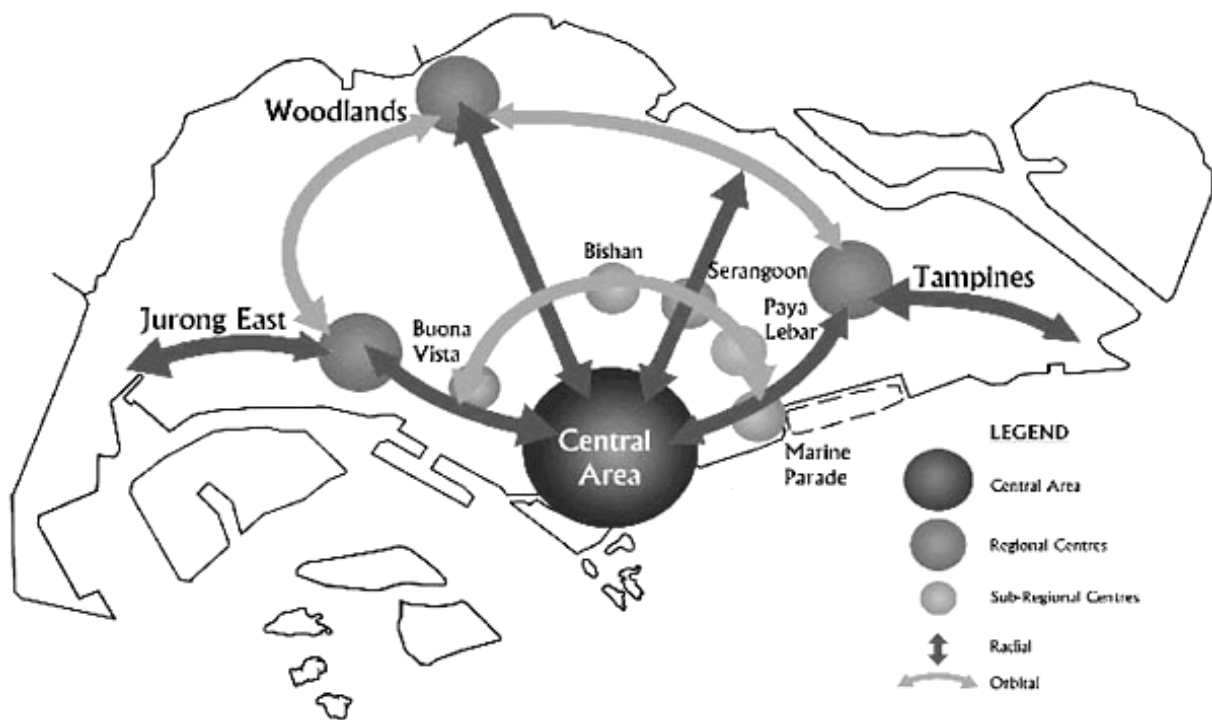 Woodlands
Bishan
Serangoon
Tampines
Paya
Lebar
Jurong East
Buona
Vista
Central
Area
Marine
Parade
LEGEND
Central Area
Regional Centres
Sub-Regional Centres
Radial
Orbital